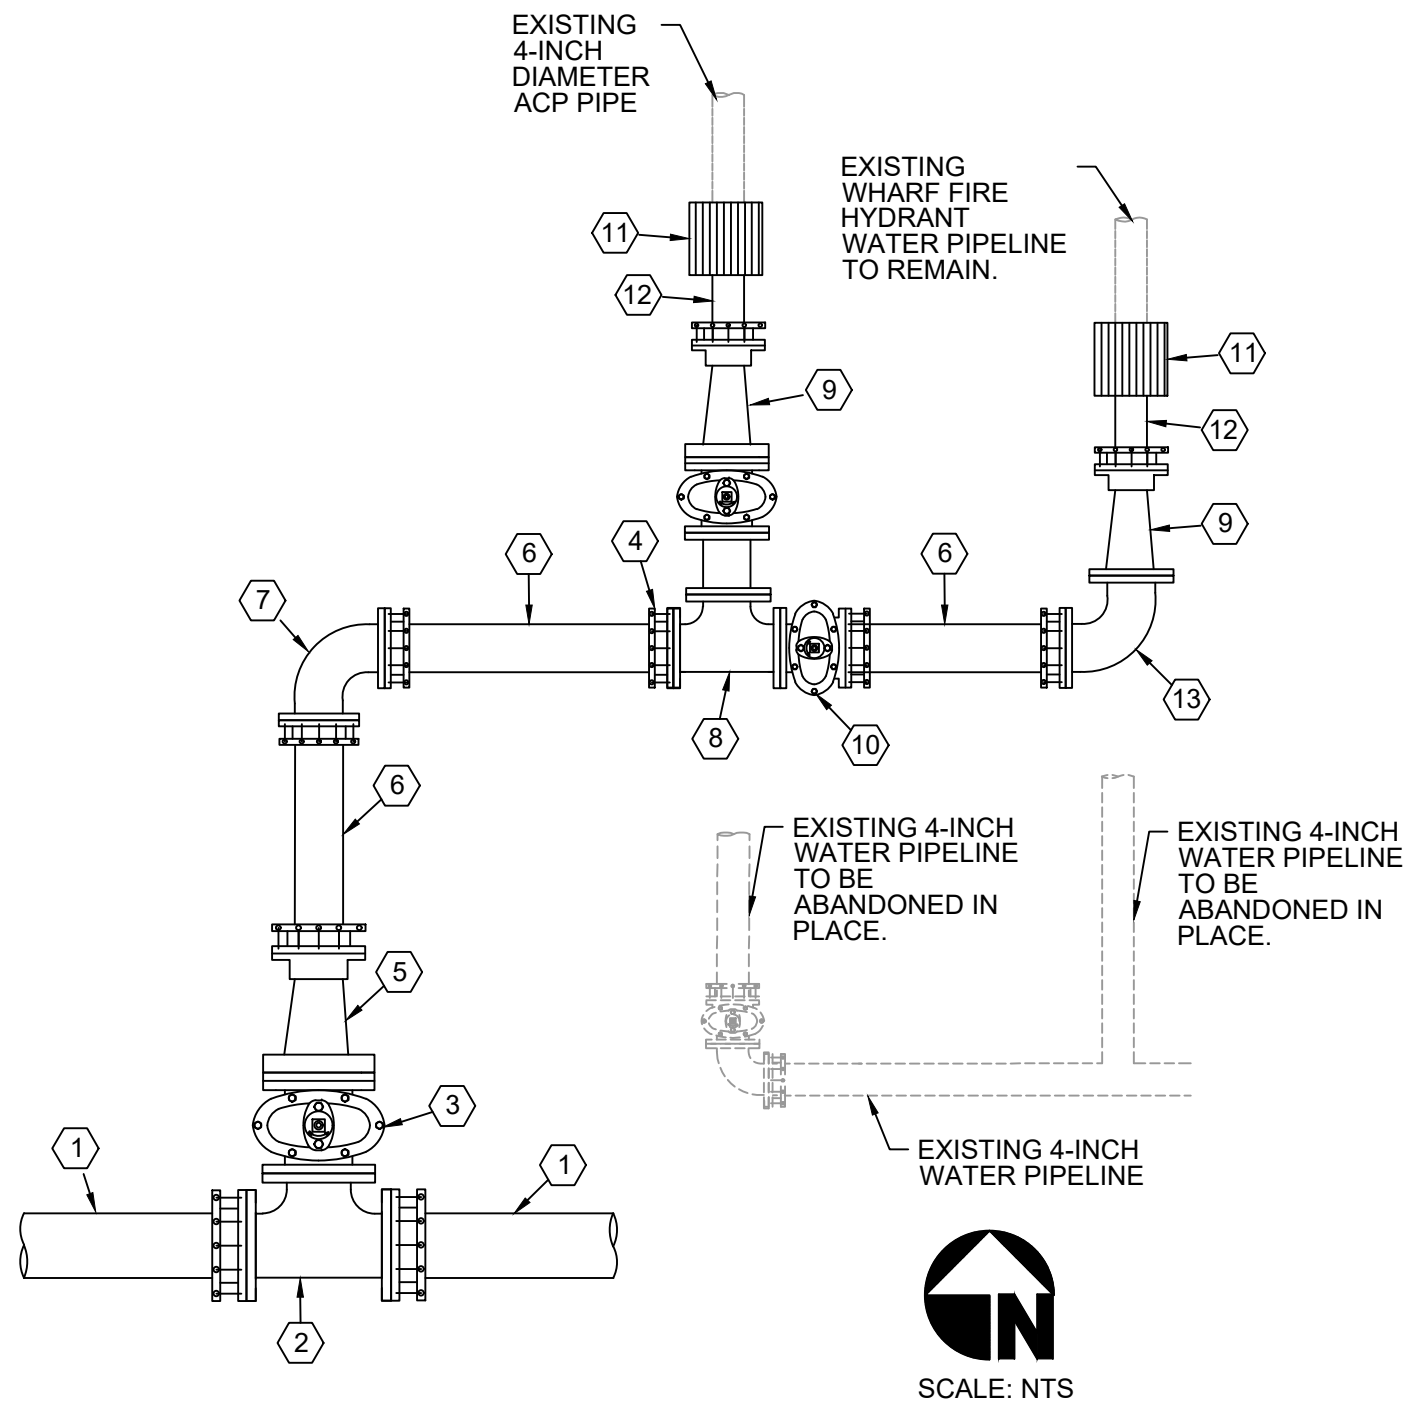 EXISTING
4-INCH
DIAMETER
ACP PIPE
EXISTING
WHARF FIRE
HYDRANT
WATER PIPELINE
TO REMAIN.
11
12
11
9
12
9
4
6
6
7
13
8
10
6
EXISTING 4-INCH
WATER PIPELINE
TO BE
ABANDONED IN
PLACE.
EXISTING 4-INCH
WATER PIPELINE
TO BE
ABANDONED IN
PLACE.
5
3
1
1
EXISTING 4-INCH
WATER PIPELINE
2
N
SCALE: NTS